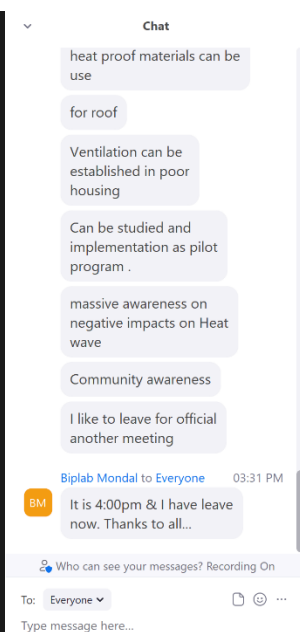 Chat
heat proof materials can be
use
for roof
Ventilation can be
established in poor
housing
Can be studied and
implementation as pilot
program .
massive awareness on
negative impacts on Heat
wave
Community awareness
I like to leave for official
another meeting
Biplab Mondal to Everyone 03:31 PM
BM
It is 4:00pm & I have leave
now. Thanks to all...
Who can see your messages? Recording On
To: Everyone
Type message here...